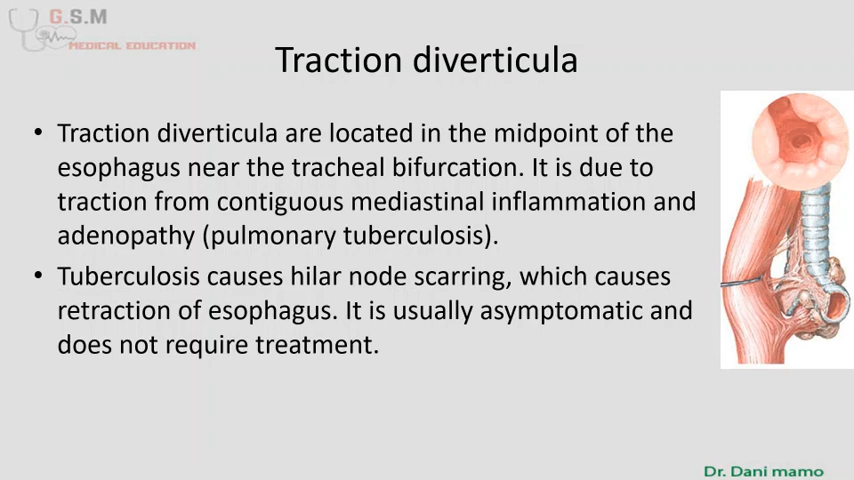 G.S.M
MEDICAL EDUCATION
Traction diverticula
• Traction diverticula are located in the midpoint of the
esophagus near the tracheal bifurcation. It is due to
traction from contiguous mediastinal inflammation and
adenopathy (pulmonary tuberculosis).
• Tuberculosis causes hilar node scarring, which causes
retraction of esophagus. It is usually asymptomatic and
does not require treatment.
Dr. Dani mamo